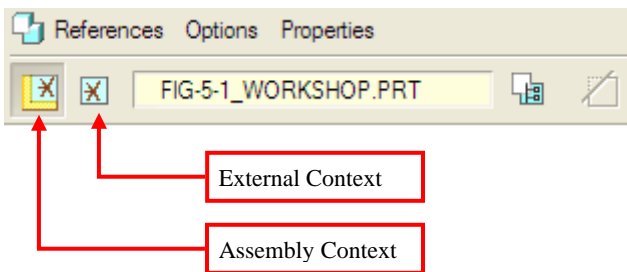 References Options Properties
FIG-5-1_WORKSHOP.PRT
External Context
Assembly Context